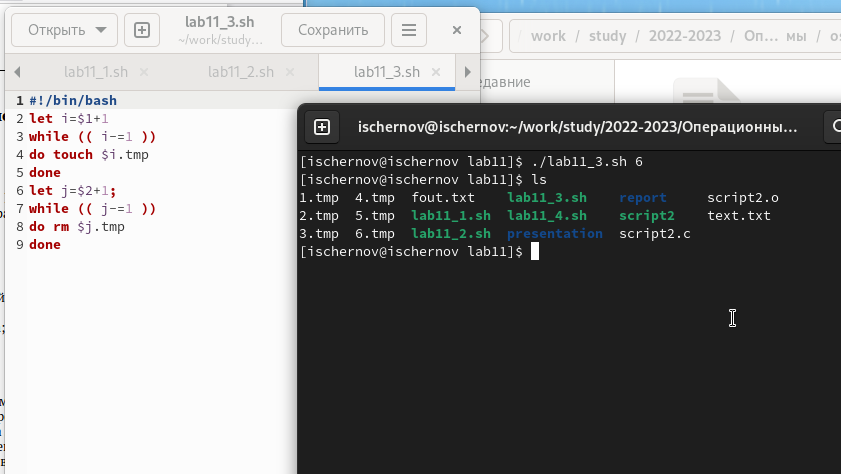 Открыть
lab11_3.sh
~/work/study…
Сохранить
lab11_1.sh
lab11_2.sh
lab11_3.sh
1 #!/bin/bash
2 let i=$1+1
3 while (( i-=1 ))
4 do touch $i.tmp
5 done
6 let j=$2+1;
7 while (( j-=1 ))
8 do rm $j.tmp
9 done
work / study / 2022-2023 / Оп… мы /
едавние
ischernov@ischernov:~/work/study/2022-2023/Операционны…
[ischernov@ischernov lab11]$ ./lab11_3.sh 6
[ischernov@ischernov lab11]$ ls
1.tmp 4.tmp fout.txt lab11_3.sh report script2.o
2.tmp 5.tmp lab11_1.sh lab11_4.sh script2 text.txt
3.tmp 6.tmp lab11_2.sh presentation script2.c
[ischernov@ischernov lab11]$